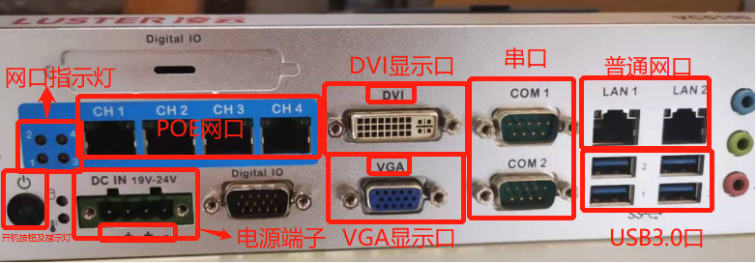 LUSTER 凌云
Digital IO
网口指示灯
DVI显示口
串口
普通网口
CH 1
CH 2
CH 3
CH 4
DVI
COM 1
LAN 1
LAN 2
POE网口
2
4
1
3
DC IN 19V-24V
Digital IO
VGA
COM 2
2
1
开机按钮及指示灯
电源端子
VGA显示口
USB3.0口